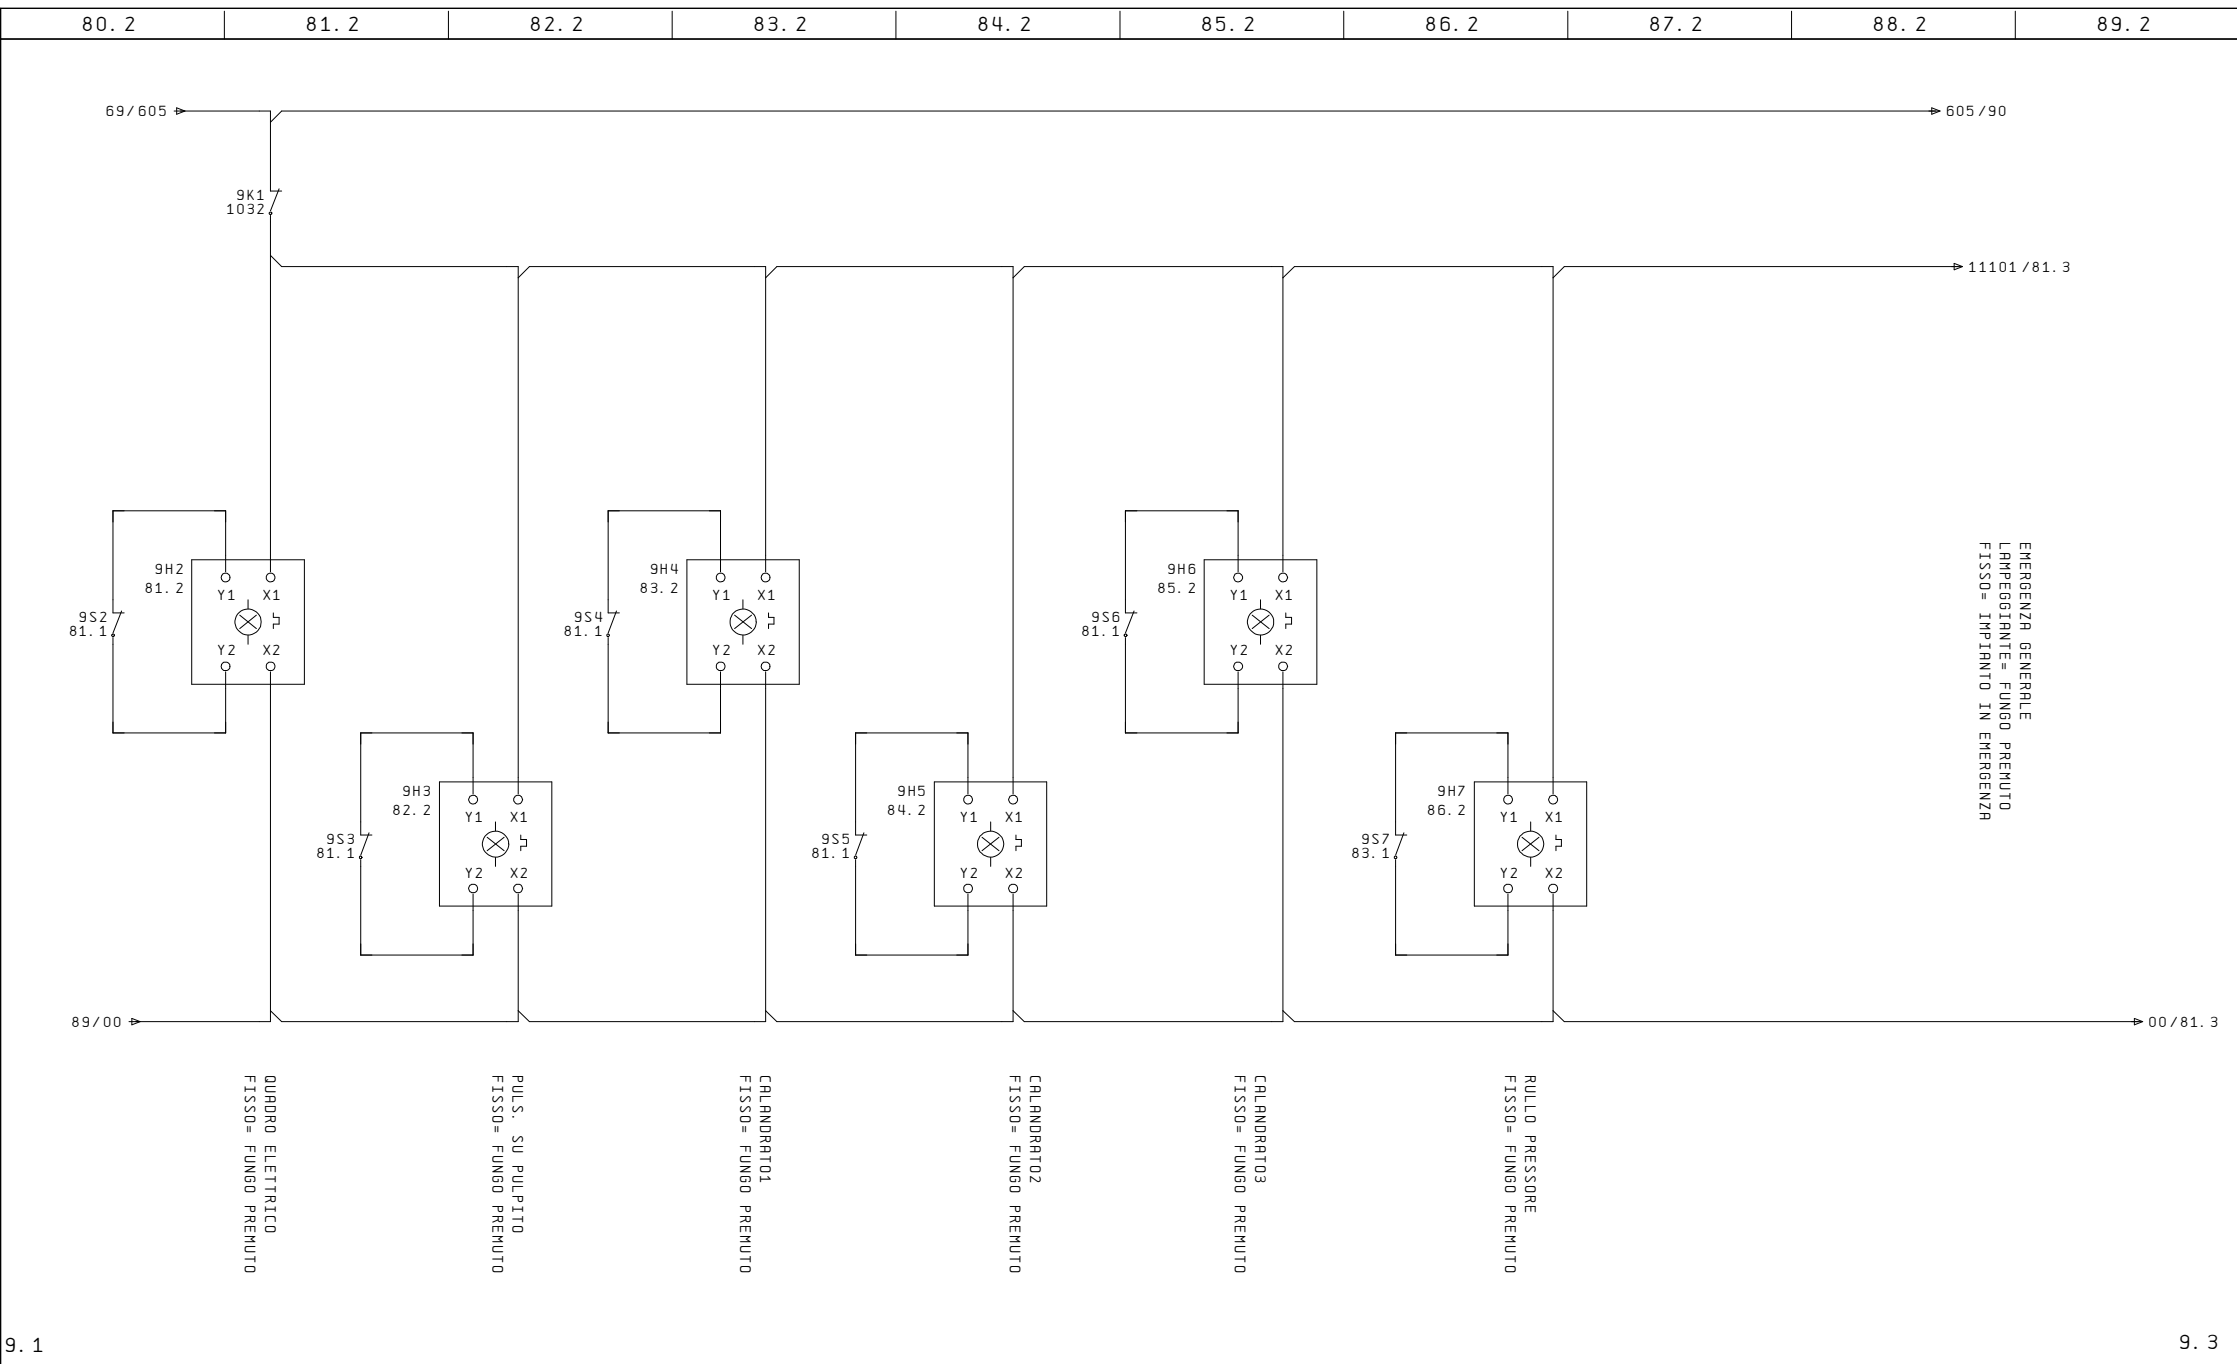 80.2 81.2 82.2 83.2 84.2 85.2 86.2 87.2 88.2 89.2
69/605 605/90
9K1
1032
11101/81.3
9H2
81.2
Y1 X1
Y2 X2
9S2
81.1
9H4
83.2
Y1 X1
Y2 X2
9S4
81.1
9H6
85.2
Y1 X1
Y2 X2
9S6
81.1
EMERGENZA GENERALE
LAMPEGGIANTE= FUNGO PREMUTO
FISSO= IMPIANTO IN EMERGENZA
9H3
82.2
Y1 X1
Y2 X2
9S3
81.1
9H5
84.2
Y1 X1
Y2 X2
9S5
81.1
9H7
86.2
Y1 X1
Y2 X2
9S7
83.1
89/00 00/81.3
QUADRO ELETTRICO
FISSO= FUNGO PREMUTO
PULS. SU PULPITO
FISSO= FUNGO PREMUTO
CALANDRATO1
FISSO= FUNGO PREMUTO
CALANDRATO2
FISSO= FUNGO PREMUTO
CALANDRATO3
FISSO= FUNGO PREMUTO
RULLO PRESSORE
FISSO= FUNGO PREMUTO
9.1 9.3